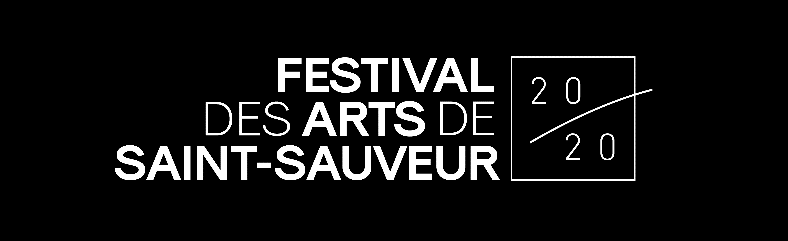 FESTIVAL
DES ARTS DE
SAINT-SAUVEUR
20
20